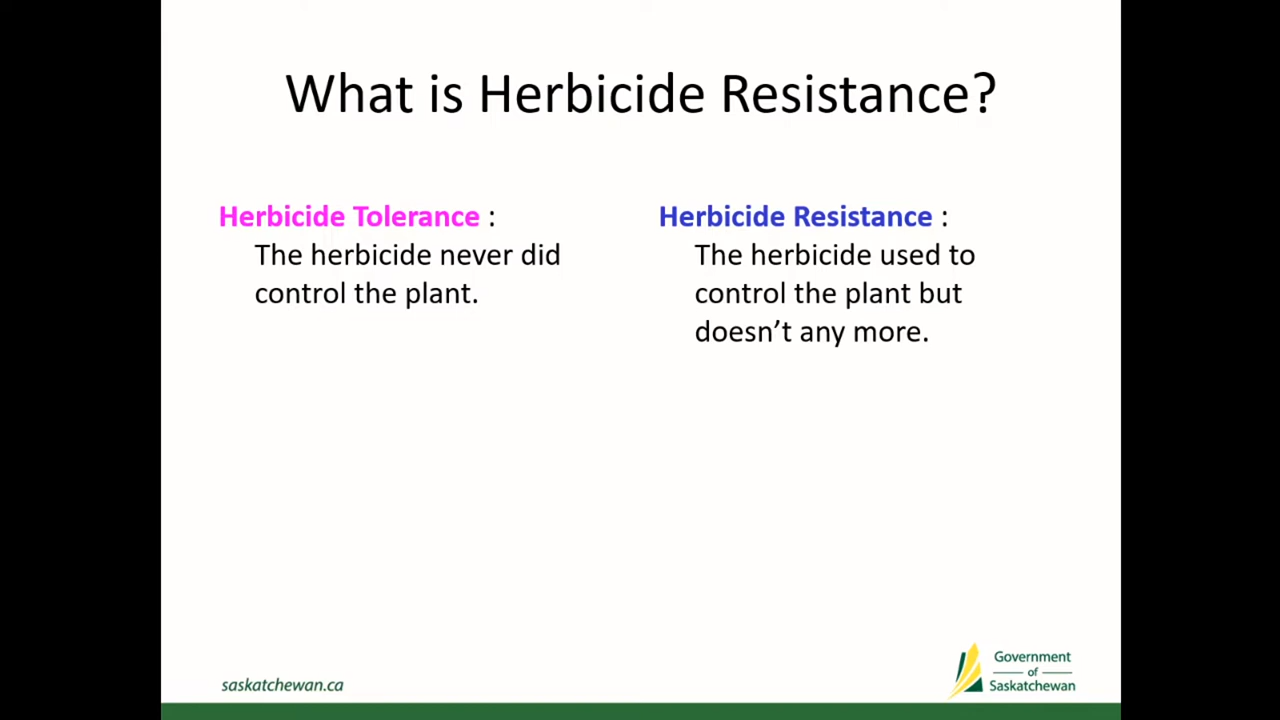 What is Herbicide Resistance?
Herbicide Tolerance :
The herbicide never did
control the plant.
Herbicide Resistance :
The herbicide used to
control the plant but
doesn’t any more.
saskatchewan.ca
Government
of
Saskatchewan